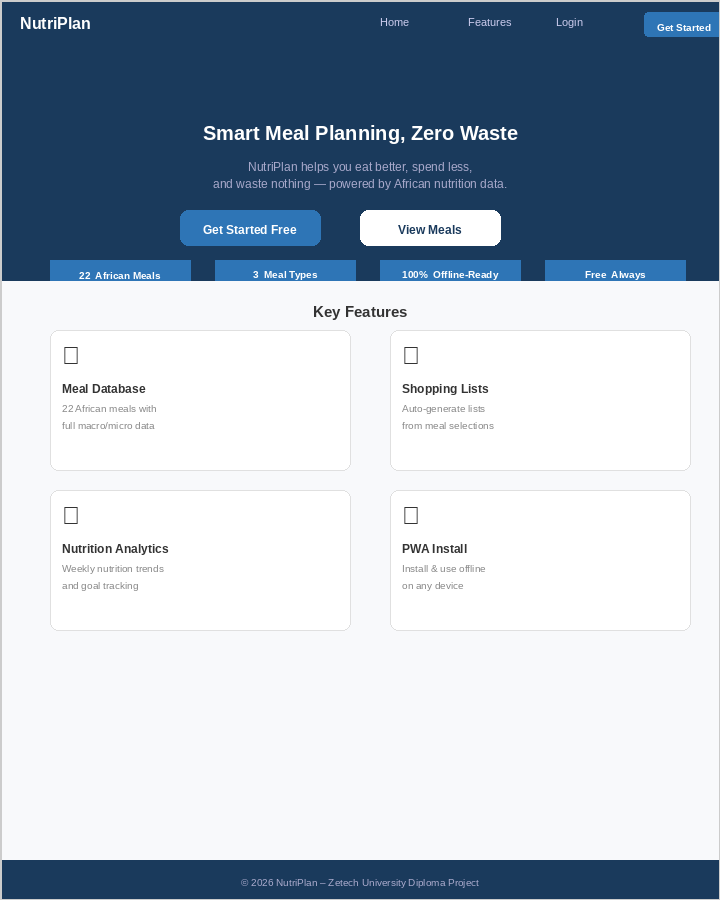 NutriPlan
Home
Features
Login
Get Started
Smart Meal Planning, Zero Waste
NutriPlan helps you eat better, spend less,
and waste nothing — powered by African nutrition data.
Get Started Free
View Meals
22 African Meals
3 Meal Types
100% Offline-Ready
Free Always
Key Features
Meal Database
22 African meals with
full macro/micro data
Shopping Lists
Auto-generate lists
from meal selections
Nutrition Analytics
Weekly nutrition trends
and goal tracking
PWA Install
Install & use offline
on any device
© 2026 NutriPlan – Zetech University Diploma Project